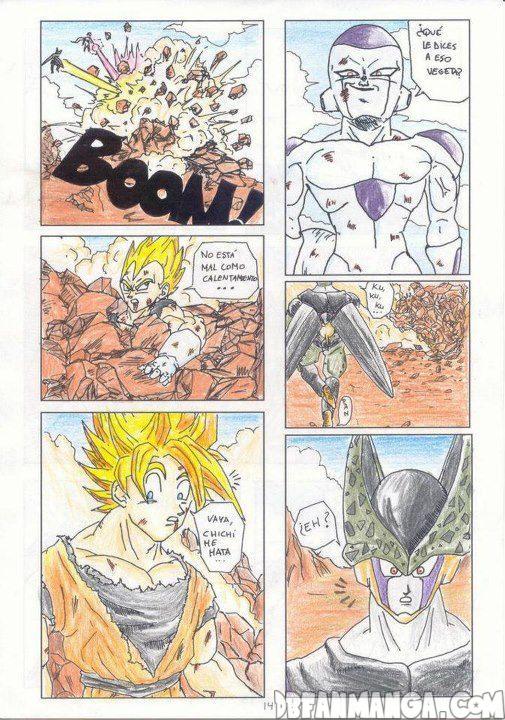 BOOM!
¿QUÉ
LE DICES
A ESO
VEGETA?
NO ESTÁ
MAL COMO
CALENTAMIENTO
...
KU,
KU,
KU
...
VAYA,
CHICHÍ
ME
MATA
...
¿EH?
14
DBFANMANGA.COM